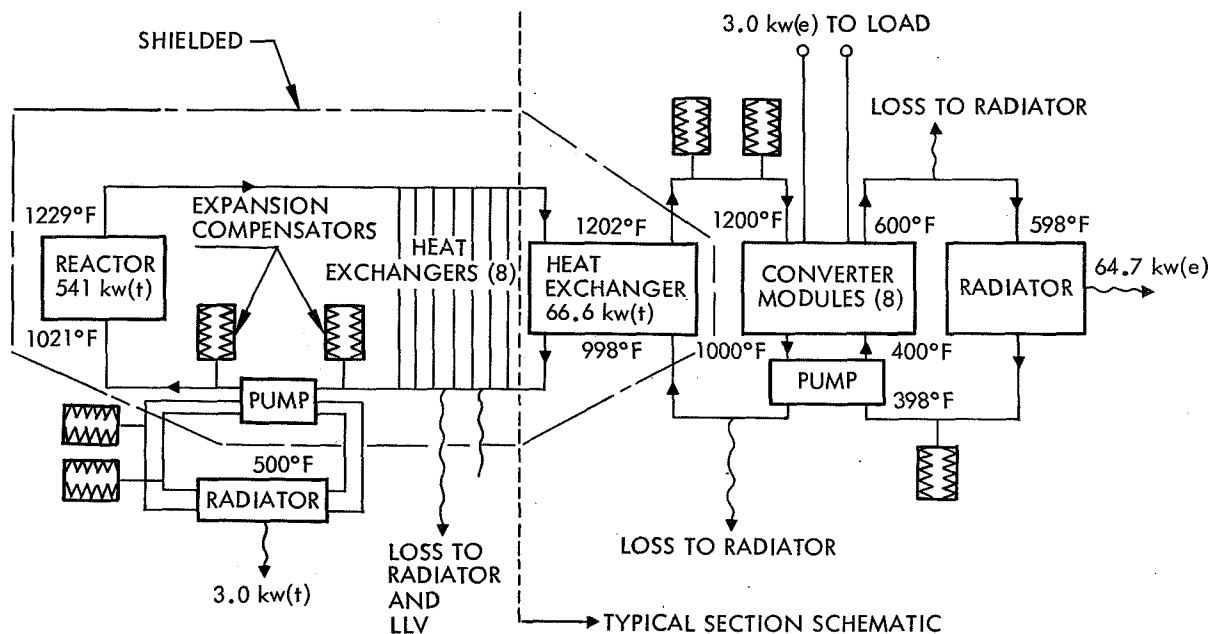 3.0 kw(e) TO LOAD
SHIELDED
LOSS TO RADIATOR
1229°F
EXPANSION
COMPENSATORS
REACTOR
541 kw(t)
1021°F
HEAT
EXCHANGERS (8)
1202°F
HEAT
EXCHANGER
66.6 kw(t)
998°F
1200°F
600°F
CONVERTER
MODULES (8)
1000°F
400°F
598°F
RADIATOR
64.7 kw(e)
PUMP
398°F
PUMP
500°F
RADIATOR
3.0 kw(t)
LOSS TO
RADIATOR
AND
LLV
LOSS TO RADIATOR
TYPICAL SECTION SCHEMATIC